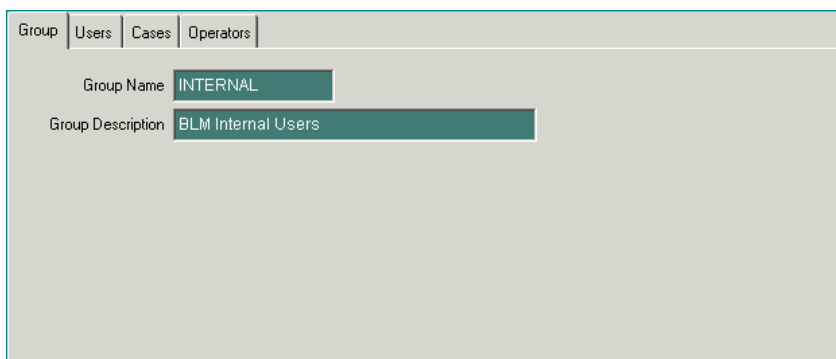 Group Users Cases Operators
Group Name INTERNAL
Group Description BLM Internal Users